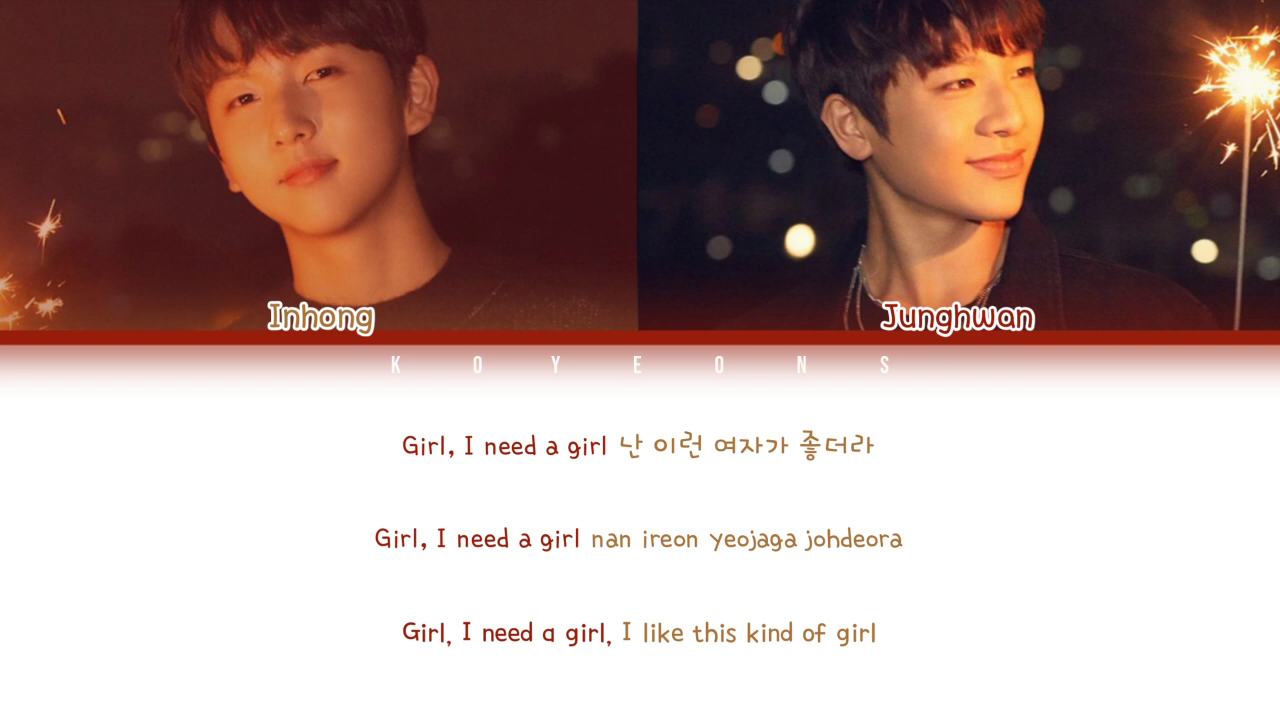 Inhong
Junghwan
K O Y E O N S
Girl, I need a girl 난 이런 여자가 좋더라
Girl, I need a girl nan ireon yeojaga johdeora
Girl, I need a girl, I like this kind of girl